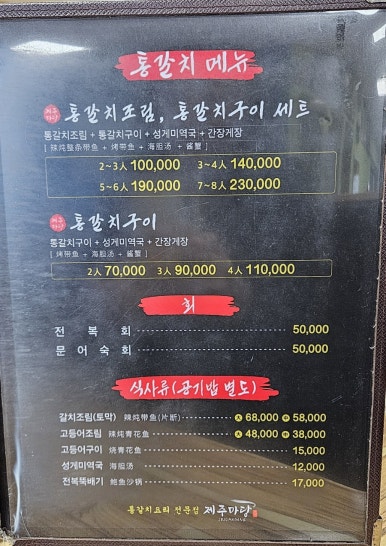 통갈치 메뉴
제주마당 통갈치조림, 통갈치구이 세트
통갈치조림 + 통갈치구이 + 성게미역국 + 간장게장
[ 辣炖整条带鱼 + 烤带鱼 + 海胆汤 + 酱蟹 ]
2~3人 100,000 3~4人 140,000
5~6人 190,000 7~8人 230,000
제주마당 통갈치구이
통갈치구이 + 성게미역국 + 간장게장
[ 烤带鱼 + 海胆汤 + 酱蟹 ]
2人 70,000 3人 90,000 4人 110,000
회
전복회 50,000
문어숙회 50,000
식사류(공기밥 별도)
갈치조림(토막) 辣炖带鱼(片断) 大 68,000 中 58,000
고등어조림 辣炖青花鱼 大 48,000 中 38,000
고등어구이 烧青花鱼 15,000
성게미역국 海胆汤 12,000
전복뚝배기 鲍鱼沙锅 17,000
통갈치요리 전문점 제주마당